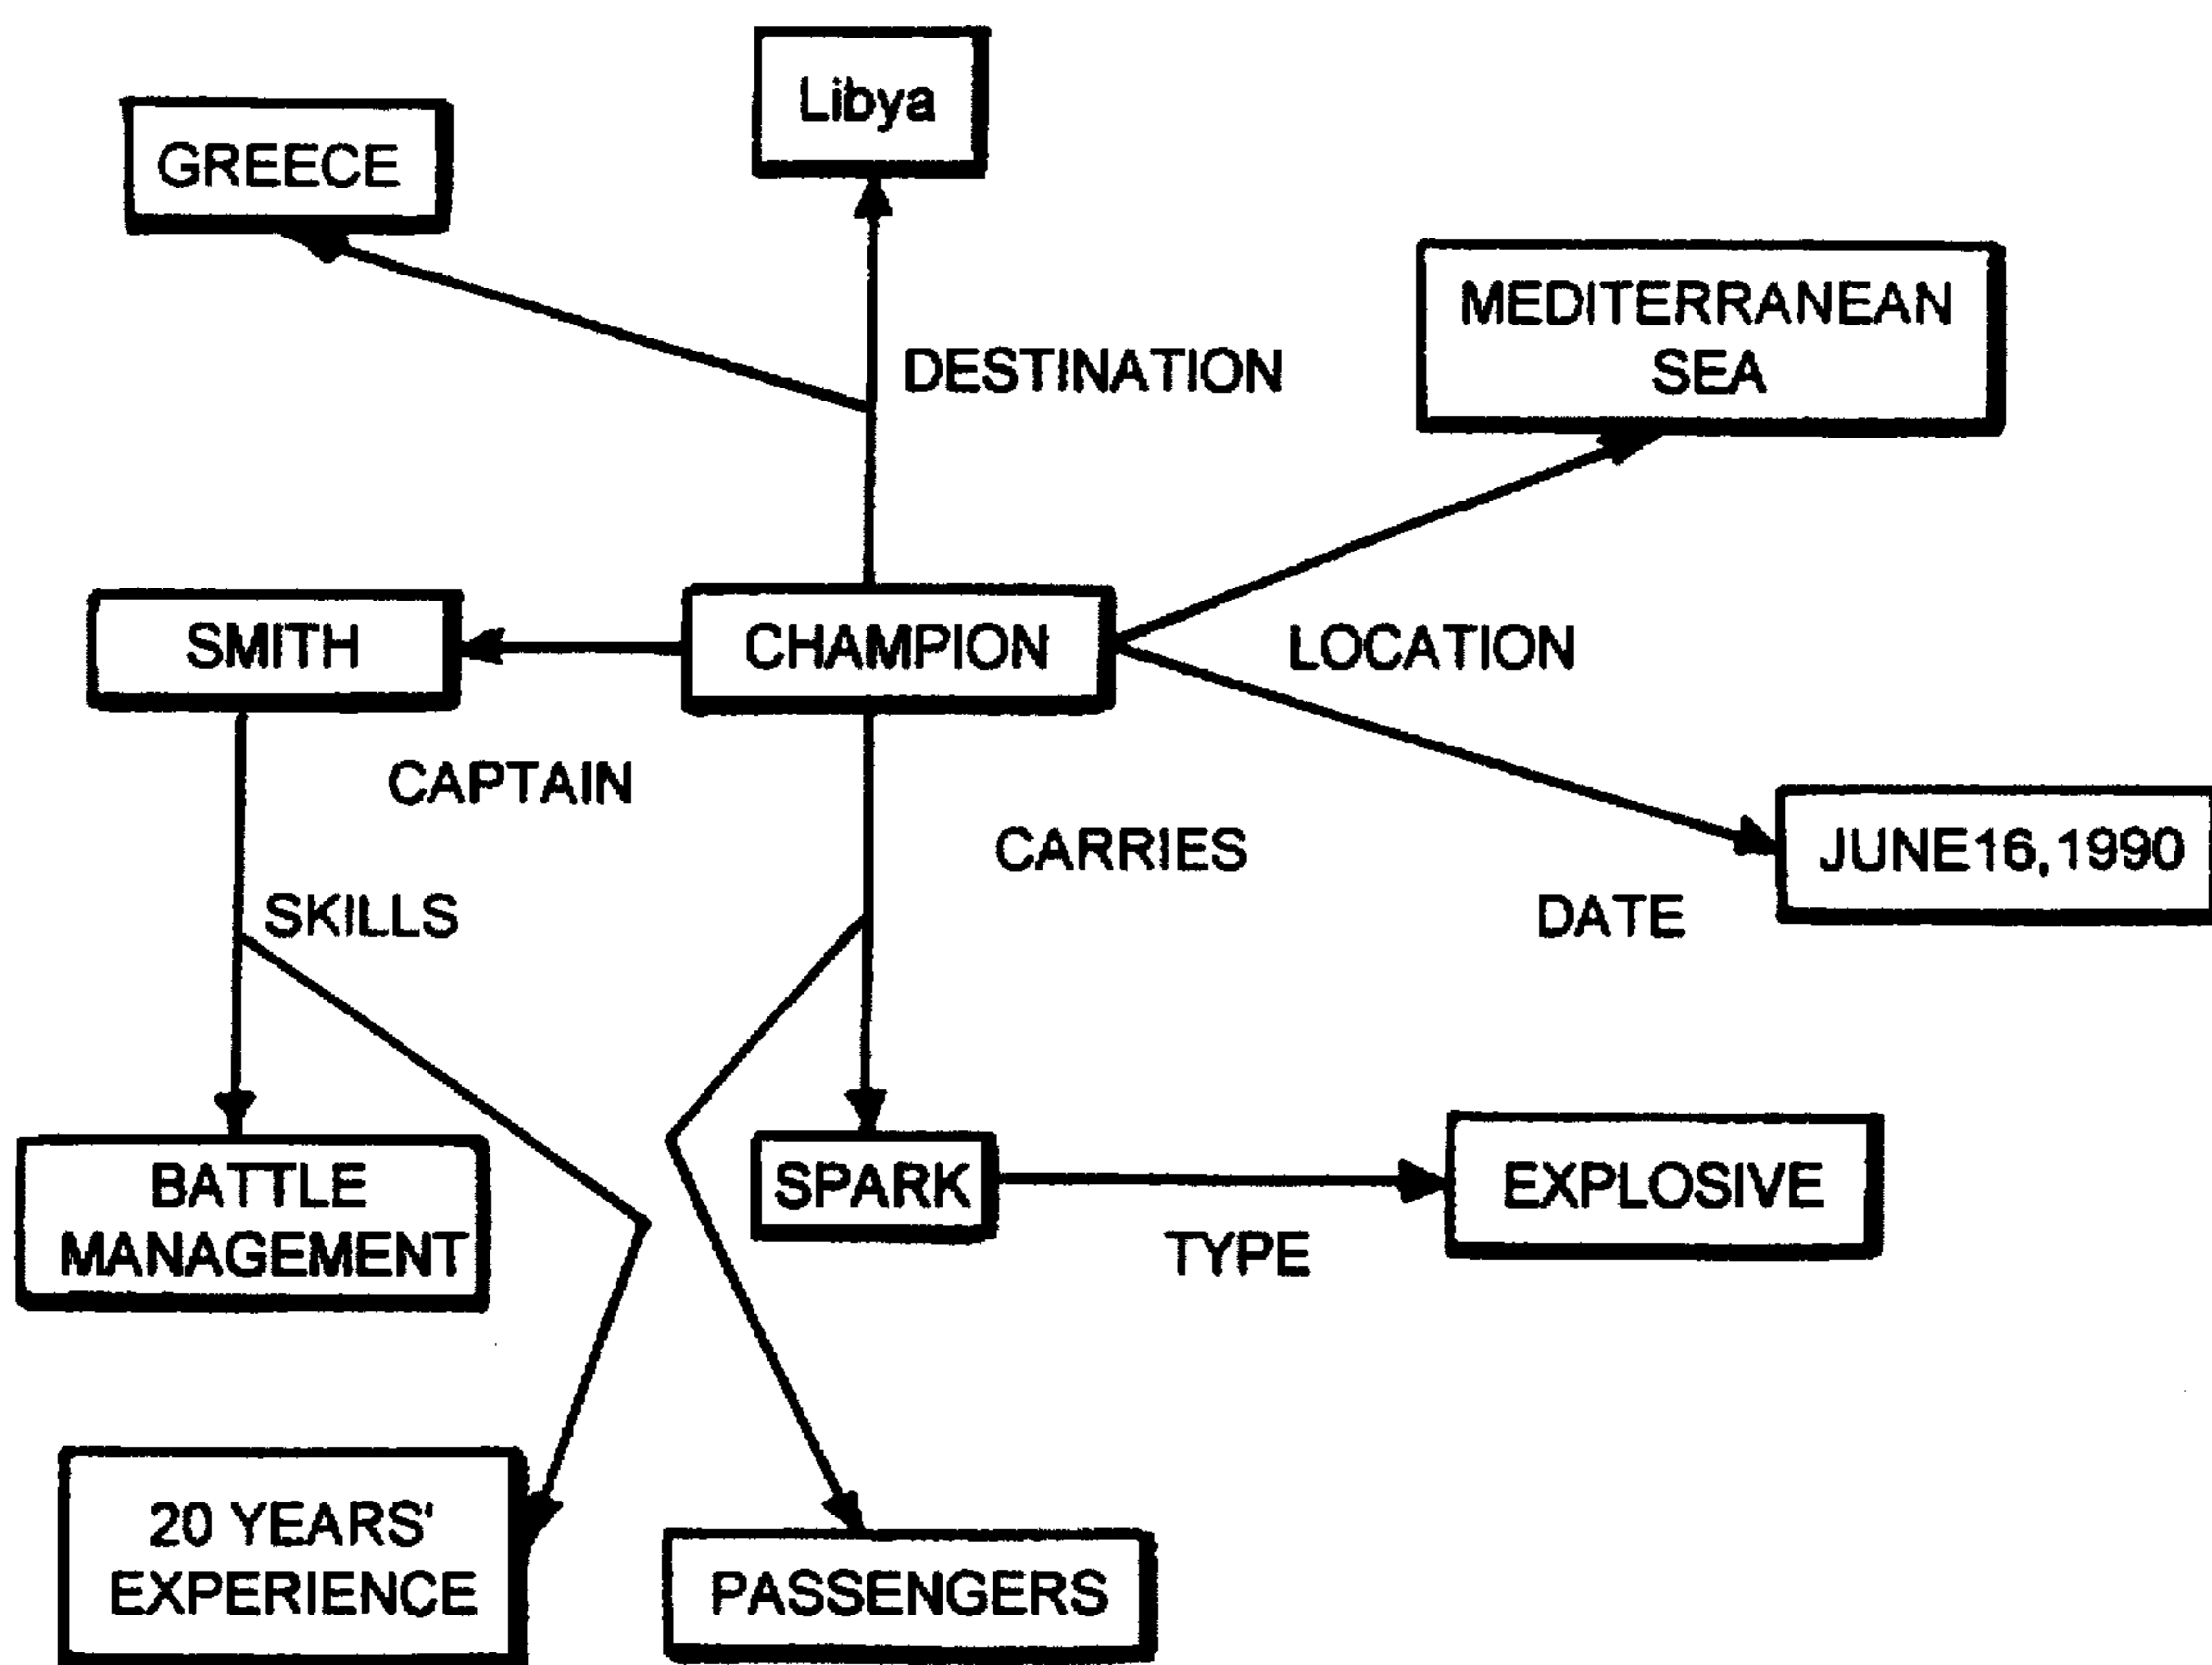 Libya
GREECE
MEDITERRANEAN
SEA
DESTINATION
SMITH
CHAMPION
LOCATION
CAPTAIN
CARRIES
JUNE16,1990
SKILLS
DATE
BATTLE
MANAGEMENT
SPARK
EXPLOSIVE
TYPE
20 YEARS'
EXPERIENCE
PASSENGERS